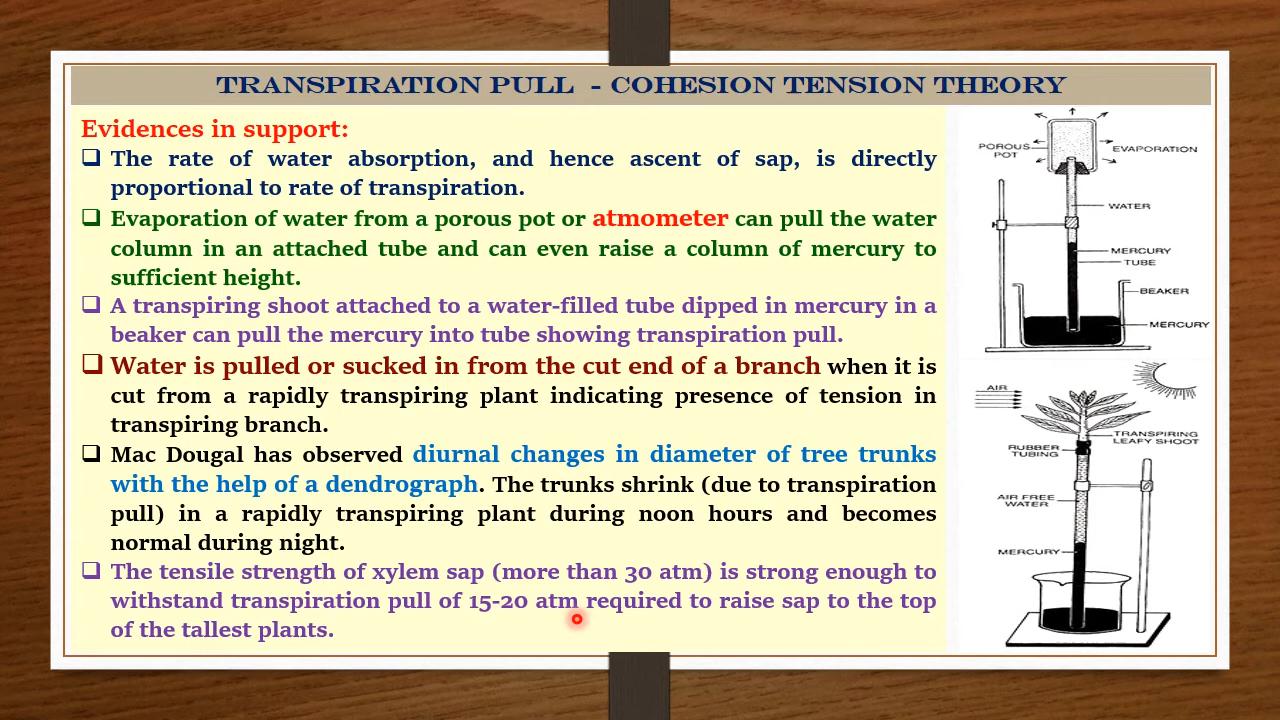 TRANSPIRATION PULL - COHESION TENSION THEORY
Evidences in support:
❑ The rate of water absorption, and hence ascent of sap, is directly
proportional to rate of transpiration.
❑ Evaporation of water from a porous pot or atmometer can pull the water
column in an attached tube and can even raise a column of mercury to
sufficient height.
❑ A transpiring shoot attached to a water-filled tube dipped in mercury in a
beaker can pull the mercury into tube showing transpiration pull.
❑ Water is pulled or sucked in from the cut end of a branch when it is
cut from a rapidly transpiring plant indicating presence of tension in
transpiring branch.
❑ Mac Dougal has observed diurnal changes in diameter of tree trunks
with the help of a dendrograph. The trunks shrink (due to transpiration
pull) in a rapidly transpiring plant during noon hours and becomes
normal during night.
❑ The tensile strength of xylem sap (more than 30 atm) is strong enough to
withstand transpiration pull of 15-20 atm required to raise sap to the top
of the tallest plants.
POROUS
POT
EVAPORATION
WATER
MERCURY
TUBE
BEAKER
MERCURY
AIR
TRANSPIRING
LEAFY SHOOT
RUBBER
TUBING
AIR FREE
WATER
MERCURY